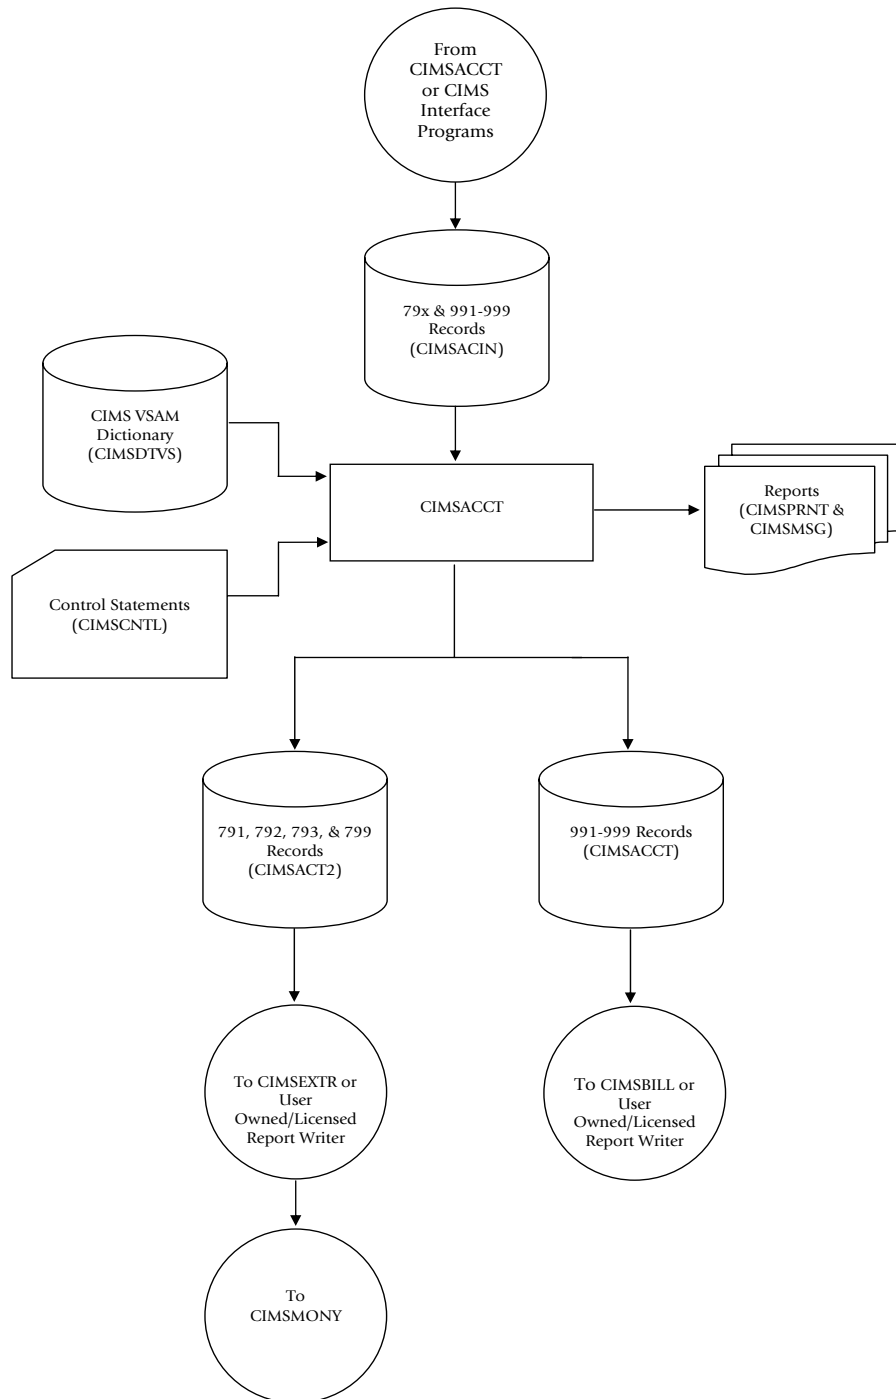 From
CIMSACCT
or CIMS
Interface
Programs
79x & 991-999
Records
(CIMSACIN)
CIMS VSAM
Dictionary
(CIMSDTVS)
CIMSACCT
Reports
(CIMSPRNT &
CIMSMSG)
Control Statements
(CIMSCNTL)
791, 792, 793, & 799
Records
(CIMSACT2)
991-999 Records
(CIMSACCT)
To CIMSEXTR or
User
Owned/Licensed
Report Writer
To CIMSBILL or
User
Owned/Licensed
Report Writer
To
CIMSMONY